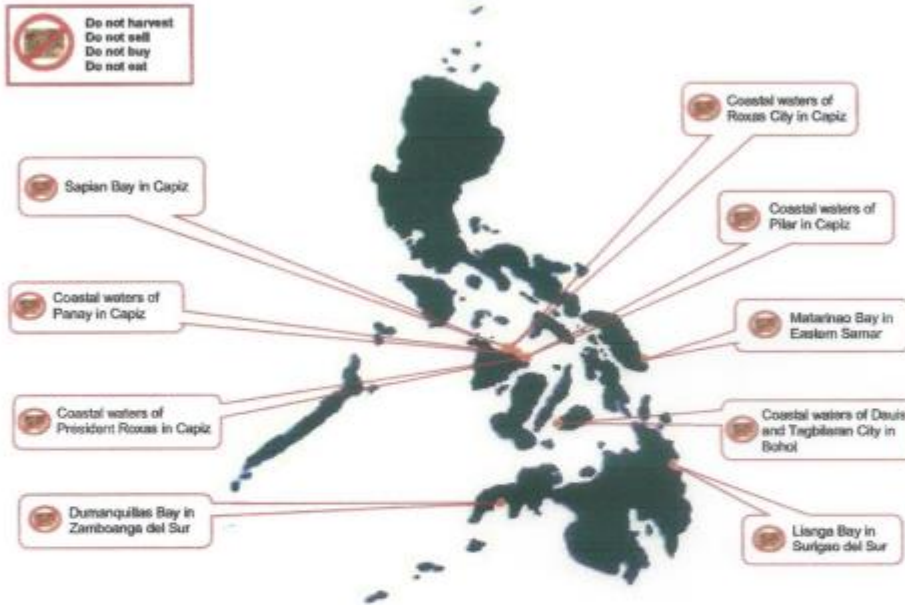 Do not harvest
Do not sell
Do not buy
Do not eat
Coastal waters of
Roxas City in Capiz
Sapian Bay in Capiz
Coastal waters of
Pilar in Capiz
Coastal waters of
Panay in Capiz
Matarinao Bay in
Eastern Samar
Coastal waters of
President Roxas in Capiz
Coastal waters of Dauis
and Tagbilaran City in
Bohol
Dumanquillas Bay in
Zamboanga del Sur
Lianga Bay in
Surigao del Sur